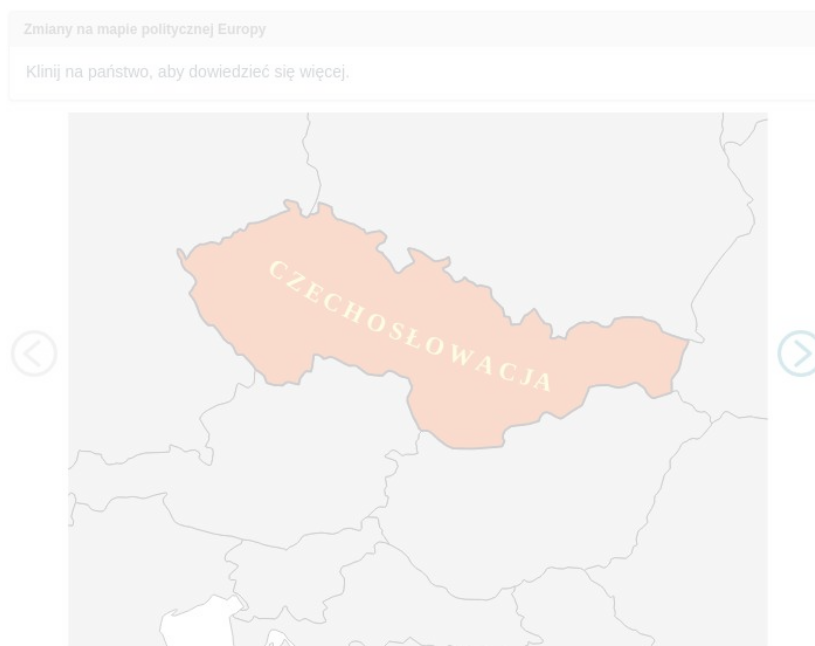 Zmiany na mapie politycznej Europy
Klinij na państwo, aby dowiedzieć się więcej.
CZECHOSŁOWACJA